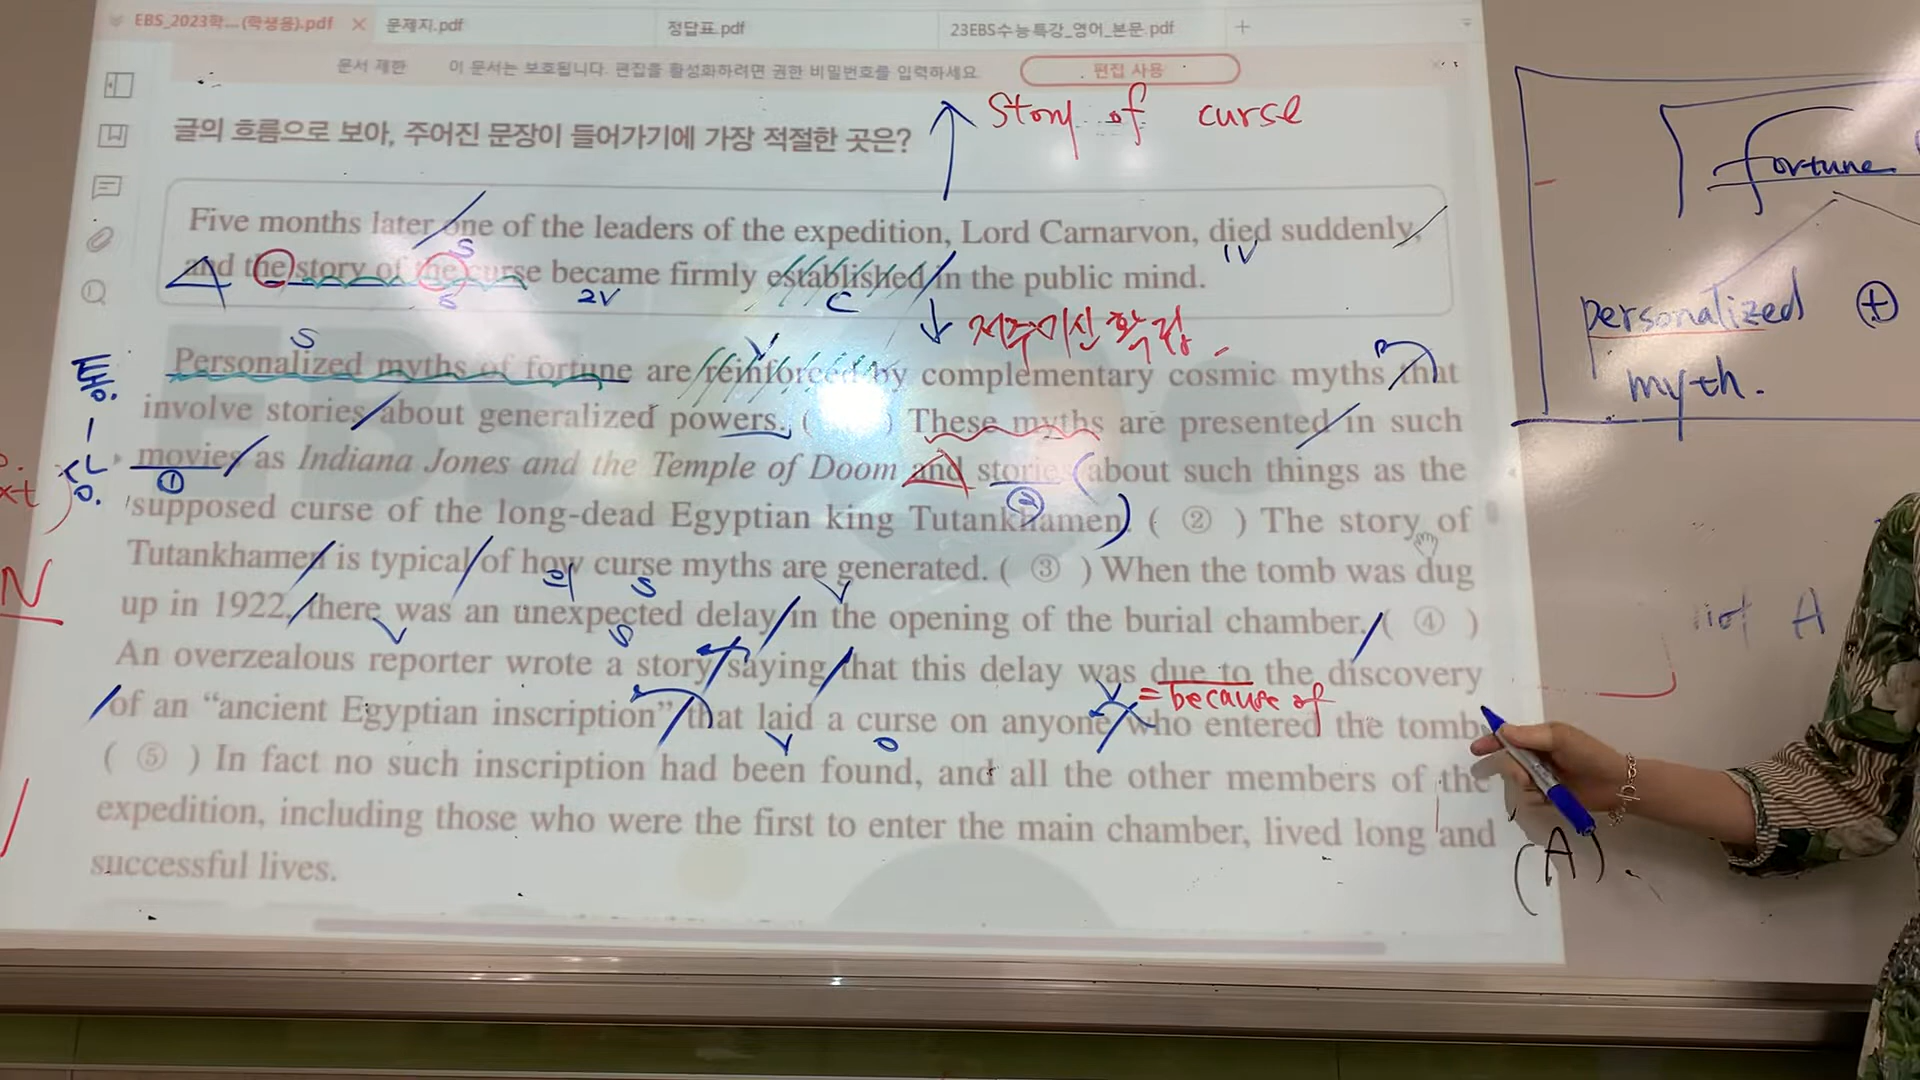 EBS_2023학...(학생용).pdf × 문제지.pdf 정답표.pdf 23EBS수능특강_영어_본문.pdf +
문서 제한 이 문서는 보호됩니다. 편집을 활성화하려면 권한 비밀번호를 입력하세요. 편집 사용
Story of curse
글의 흐름으로 보아, 주어진 문장이 들어가기에 가장 적절한 곳은?
fortune
Five months later one of the leaders of the expedition, Lord Carnarvon, died suddenly,
S 1V
and the story of the curse became firmly established in the public mind.
S 2V C
personalized +
myth.
저주미신 확립
S V
Personalized myths of fortune are reinforced by complementary cosmic myths that
통.
involve stories about generalized powers. ( ) These myths are presented in such
movies as Indiana Jones and the Temple of Doom and stories about such things as the
① ②
supposed curse of the long-dead Egyptian king Tutankhamen. ( ② ) The story of
Tutankhamen is typical of how curse myths are generated. ( ③ ) When the tomb was dug
의 S V
N
up in 1922, there was an unexpected delay in the opening of the burial chamber. ( ④ )
V S
not A
An overzealous reporter wrote a story saying that this delay was due to the discovery
V = because of
of an “ancient Egyptian inscription” that laid a curse on anyone who entered the tomb
V O
( ⑤ ) In fact no such inscription had been found, and all the other members of the
expedition, including those who were the first to enter the main chamber, lived long and
(A).
successful lives.